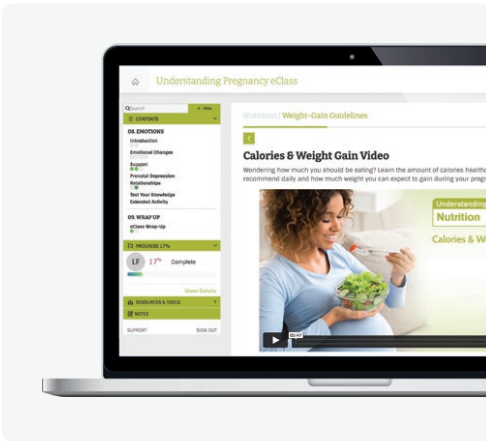 Understanding Pregnancy eClass
Search
Help
CONTENTS
08. EMOTIONS
Introduction
Emotional Changes
Support
Prenatal Depression
Relationships
Test Your Knowledge
Extended Activity
09. WRAP UP
eClass Wrap-Up
PROGRESS 17%
LF 17% Complete
Show Details
RESOURCES & TOOLS
NOTES
SUPPORT SIGN OUT
Nutrition / Weight-Gain Guidelines
Calories & Weight Gain Video
Wondering how much you should be eating? Learn the amount of calories
recommend daily and how much weight you can expect to gain during your
Understanding
Nutrition
Calories & W